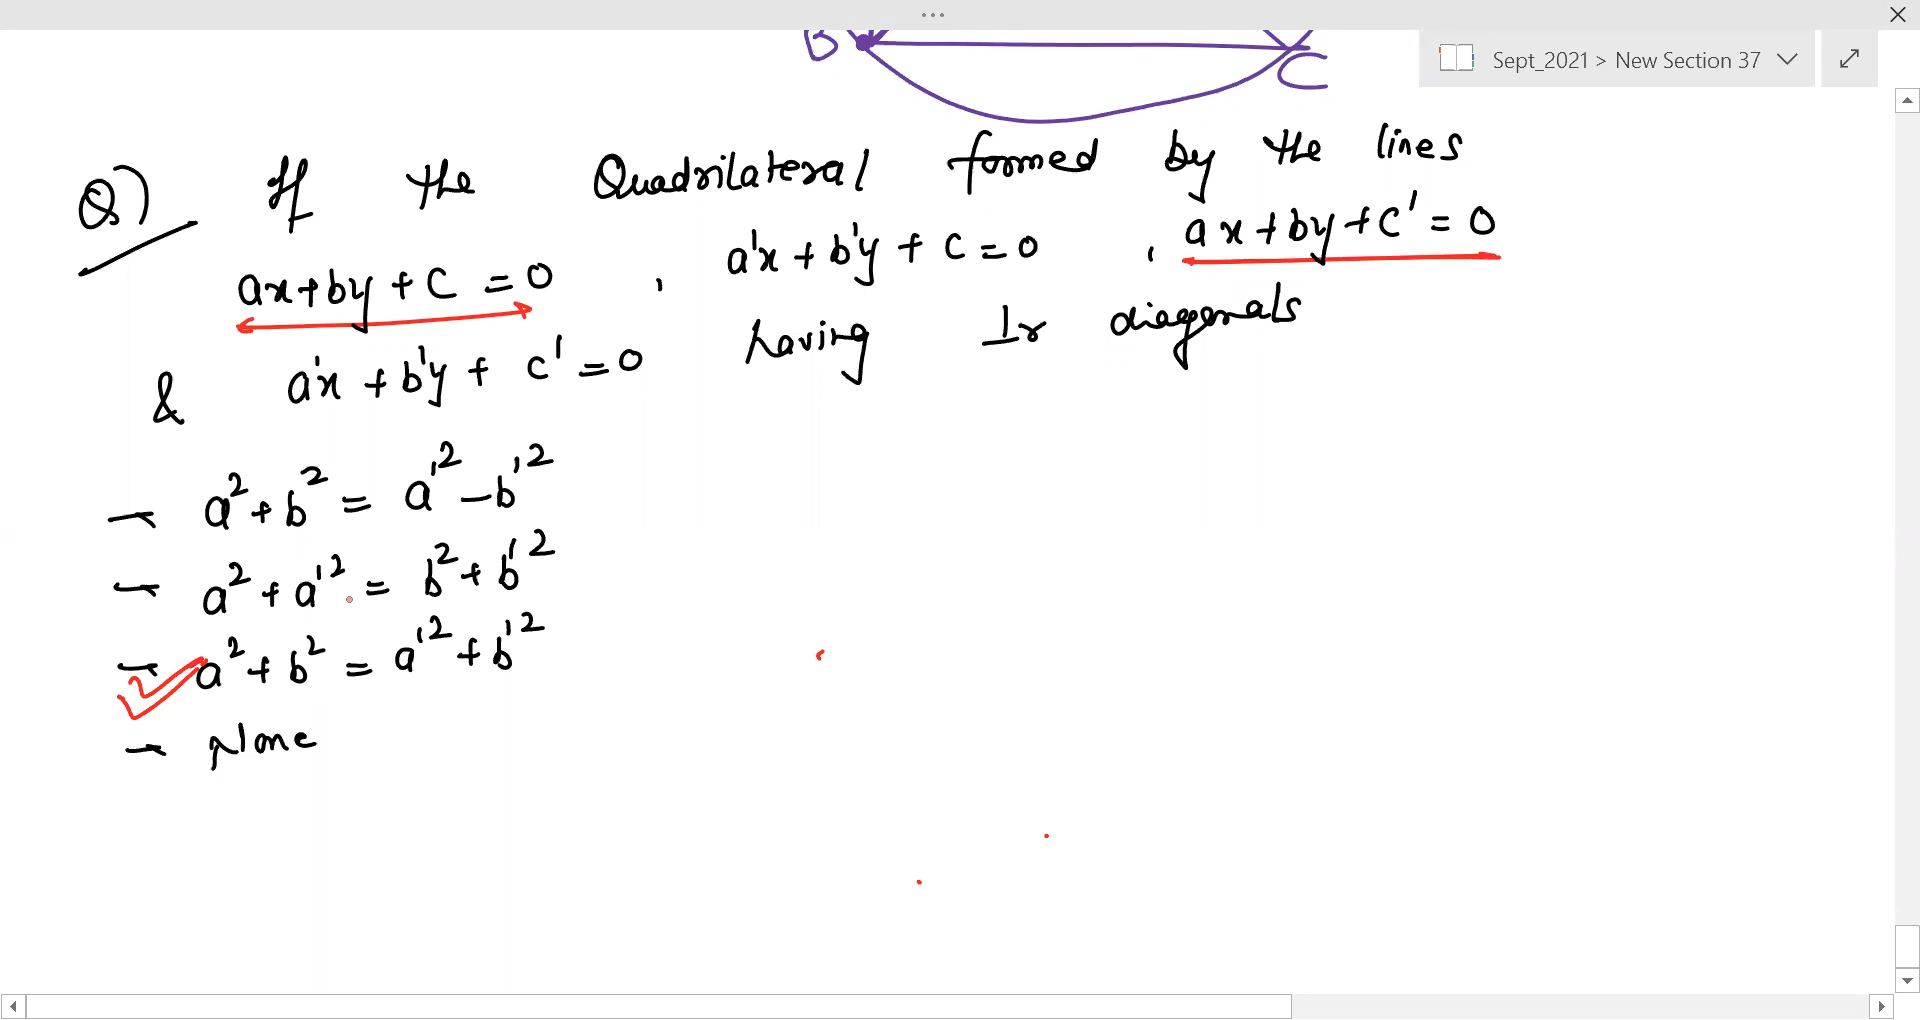 B
C
Sept_2021 > New Section 37
Q) If the Quadrilateral formed by the lines
ax+by+C=0 , a'x+b'y+C=0 , ax+by+C'=0
& a'x+b'y+c'=0 having ⊥r diagonals
- a²+b² = a'²-b'²
- a²+a'² = b²+b'²
- a²+b² = a'²+b'²
- None